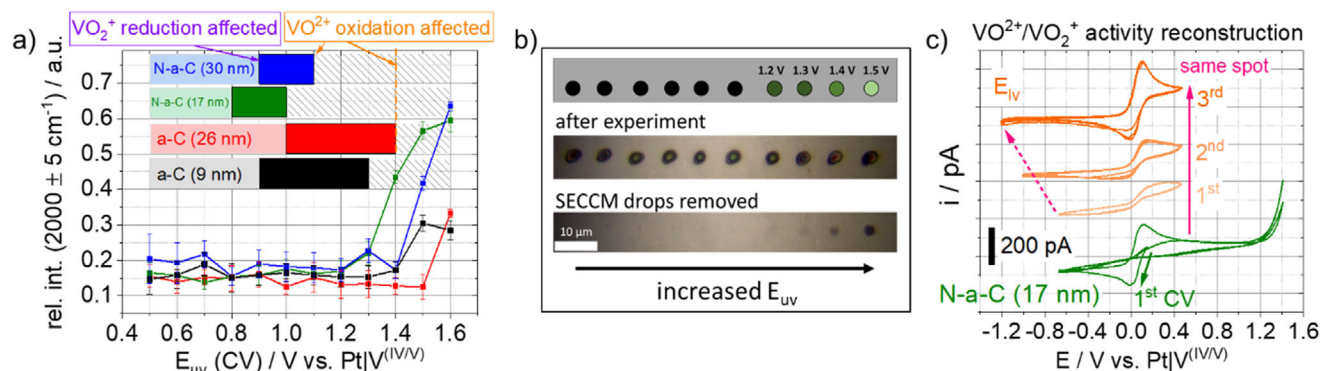 a)
VO₂⁺ reduction affected
VO²⁺ oxidation affected
rel. int. (2000 ± 5 cm⁻¹) / a.u.
0.7
0.6
0.5
0.4
0.3
0.2
0.1
N-a-C (30 nm)
N-a-C (17 nm)
a-C (26 nm)
a-C (9 nm)
0.4 0.6 0.8 1.0 1.2 1.4 1.6
E_uv (CV) / V vs. Pt|V^(IV/V)
b)
1.2 V 1.3 V 1.4 V 1.5 V
after experiment
SECCM drops removed
10 µm
increased E_uv
c)
VO²⁺/VO₂⁺ activity reconstruction
same spot
E_lv
3rd
2nd
1st
i / pA
200 pA
N-a-C (17 nm)
1st CV
-1.2 -0.8 -0.4 0.0 0.4 0.8 1.2 1.6
E / V vs. Pt|V^(IV/V)